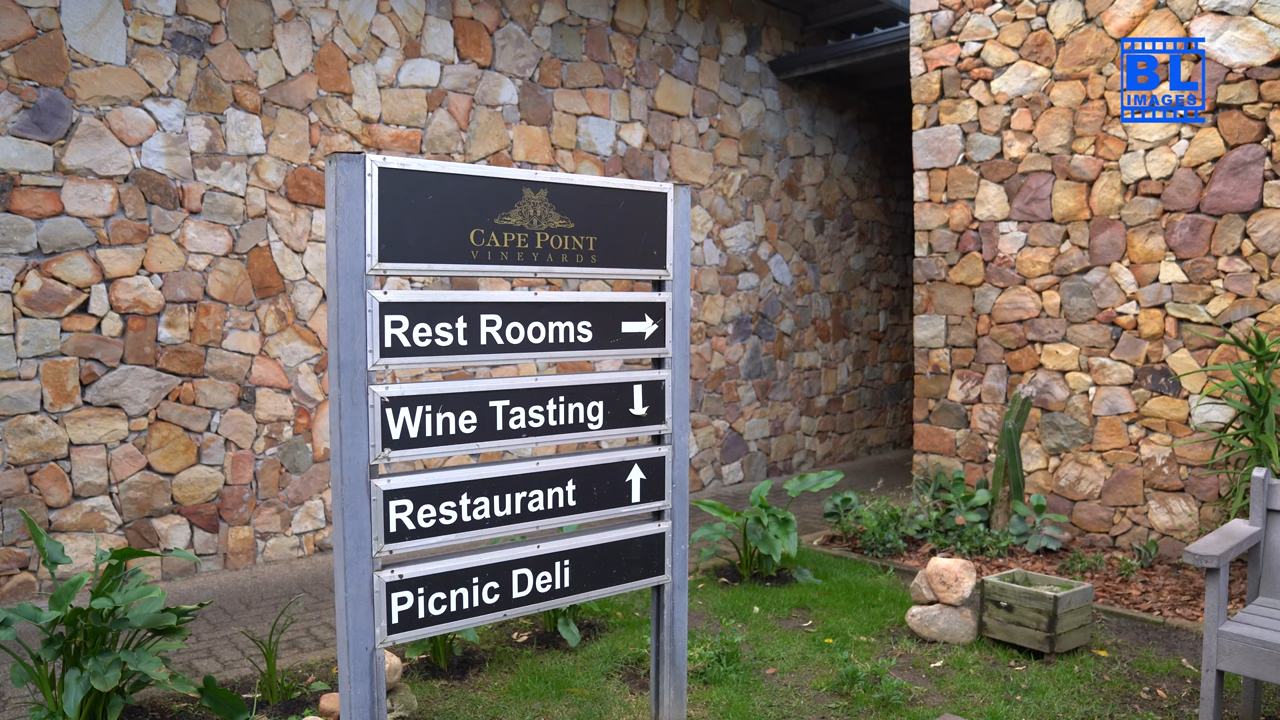 BL
IMAGES
CAPE POINT
VINEYARDS
Rest Rooms
Wine Tasting
Restaurant
Picnic Deli